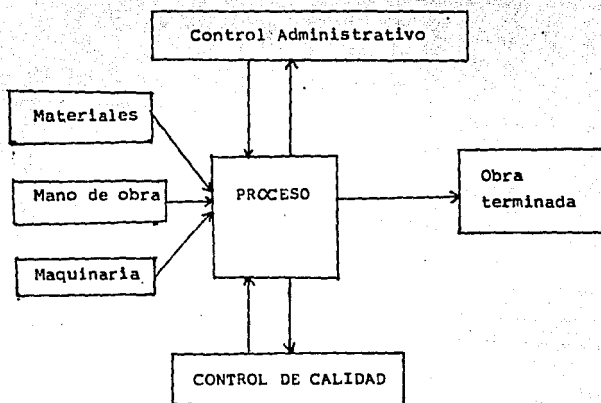 Control Administrativo
Materiales
Mano de obra
PROCESO
Obra
terminada
Maquinaria
CONTROL DE CALIDAD